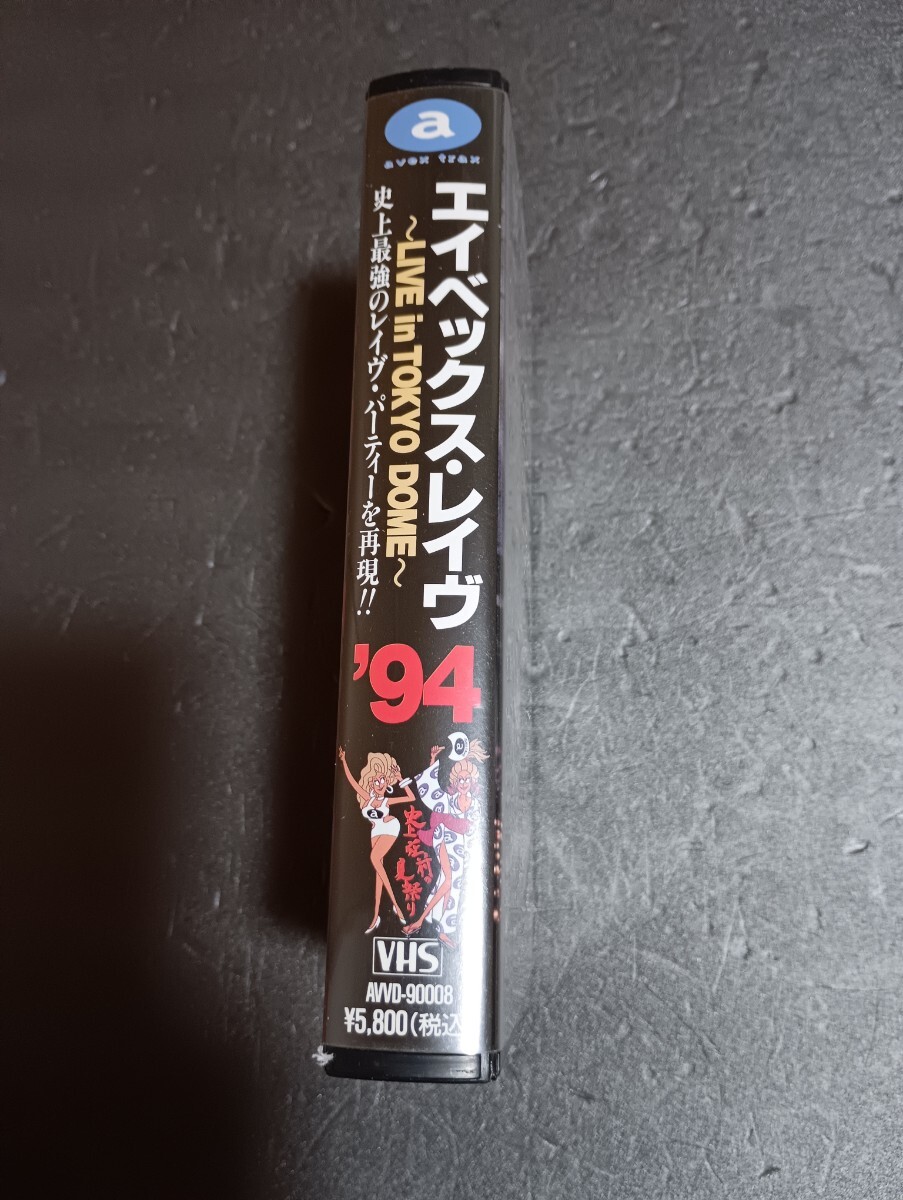 a
avex trax
エイベックス・レイヴ'94
〜LIVE in TOKYO DOME〜
史上最強のレイヴ・パーティーを再現!!
VHS
AVVD-90008
¥5,800(税込